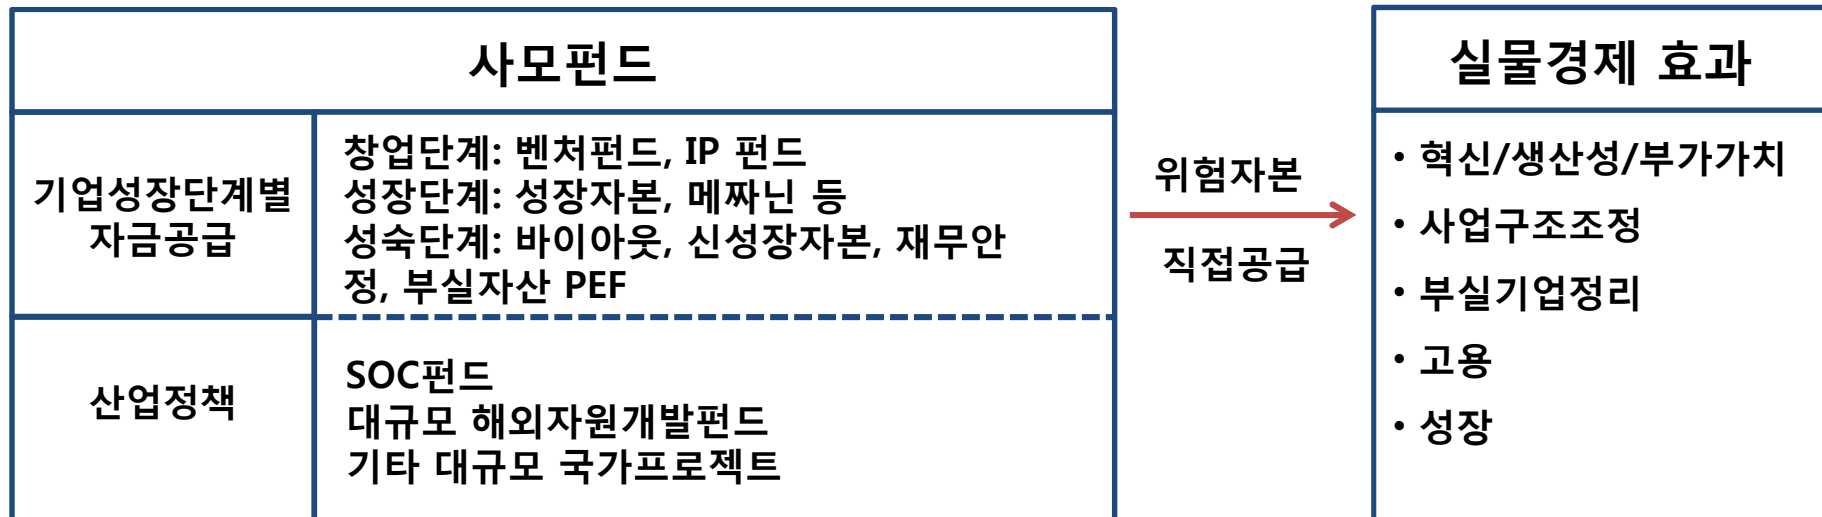 사모펀드
기업성장단계별
자금공급
창업단계: 벤처펀드, IP 펀드
성장단계: 성장자본, 메짜닌 등
성숙단계: 바이아웃, 신성장자본, 재무안
정, 부실자산 PEF
산업정책
SOC펀드
대규모 해외자원개발펀드
기타 대규모 국가프로젝트
위험자본
직접공급
실물경제 효과
• 혁신/생산성/부가가치
• 사업구조조정
• 부실기업정리
• 고용
• 성장